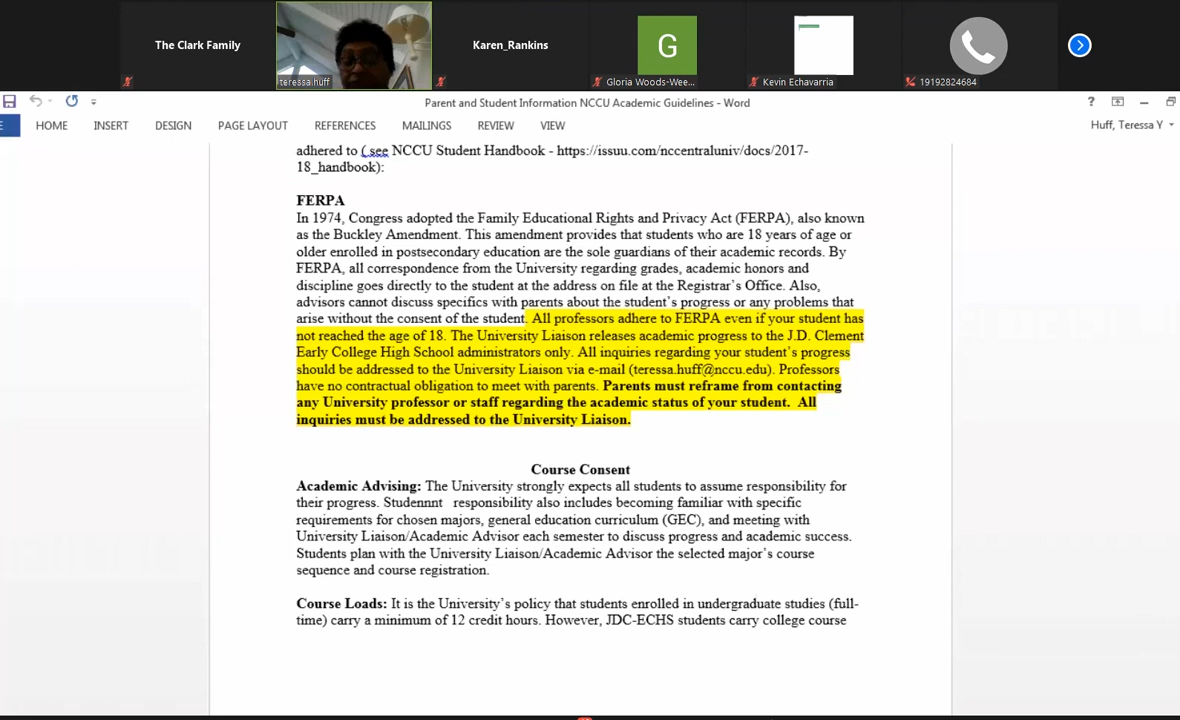 The Clark Family
teressa.huff
Karen_Rankins
G
Gloria Woods-Wee...
Kevin Echavarria
19192824684
Parent and Student Information NCCU Academic Guidelines - Word
?
E
HOME
INSERT
DESIGN
PAGE LAYOUT
REFERENCES
MAILINGS
REVIEW
VIEW
Huff, Teressa Y
adhered to ( see NCCU Student Handbook - https://issuu.com/nccentraluniv/docs/2017-
18_handbook):
FERPA
In 1974, Congress adopted the Family Educational Rights and Privacy Act (FERPA), also known
as the Buckley Amendment. This amendment provides that students who are 18 years of age or
older enrolled in postsecondary education are the sole guardians of their academic records. By
FERPA, all correspondence from the University regarding grades, academic honors and
discipline goes directly to the student at the address on file at the Registrar’s Office. Also,
advisors cannot discuss specifics with parents about the student’s progress or any problems that
arise without the consent of the student. All professors adhere to FERPA even if your student has
not reached the age of 18. The University Liaison releases academic progress to the J.D. Clement
Early College High School administrators only. All inquiries regarding your student’s progress
should be addressed to the University Liaison via e-mail (teressa.huff@nccu.edu). Professors
have no contractual obligation to meet with parents. Parents must reframe from contacting
any University professor or staff regarding the academic status of your student.  All
inquiries must be addressed to the University Liaison.
Course Consent
Academic Advising: The University strongly expects all students to assume responsibility for
their progress. Studennnt   responsibility also includes becoming familiar with specific
requirements for chosen majors, general education curriculum (GEC), and meeting with
University Liaison/Academic Advisor each semester to discuss progress and academic success.
Students plan with the University Liaison/Academic Advisor the selected major’s course
sequence and course registration.
Course Loads: It is the University’s policy that students enrolled in undergraduate studies (full-
time) carry a minimum of 12 credit hours. However, JDC-ECHS students carry college course